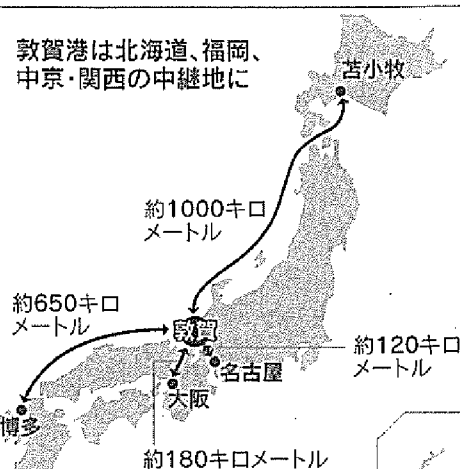 敦賀港は北海道、福岡、
中京・関西の中継地に
苫小牧
約1000キロ
メートル
約650キロ
メートル
敦賀
約120キロ
メートル
名古屋
大阪
博多
約180キロメートル